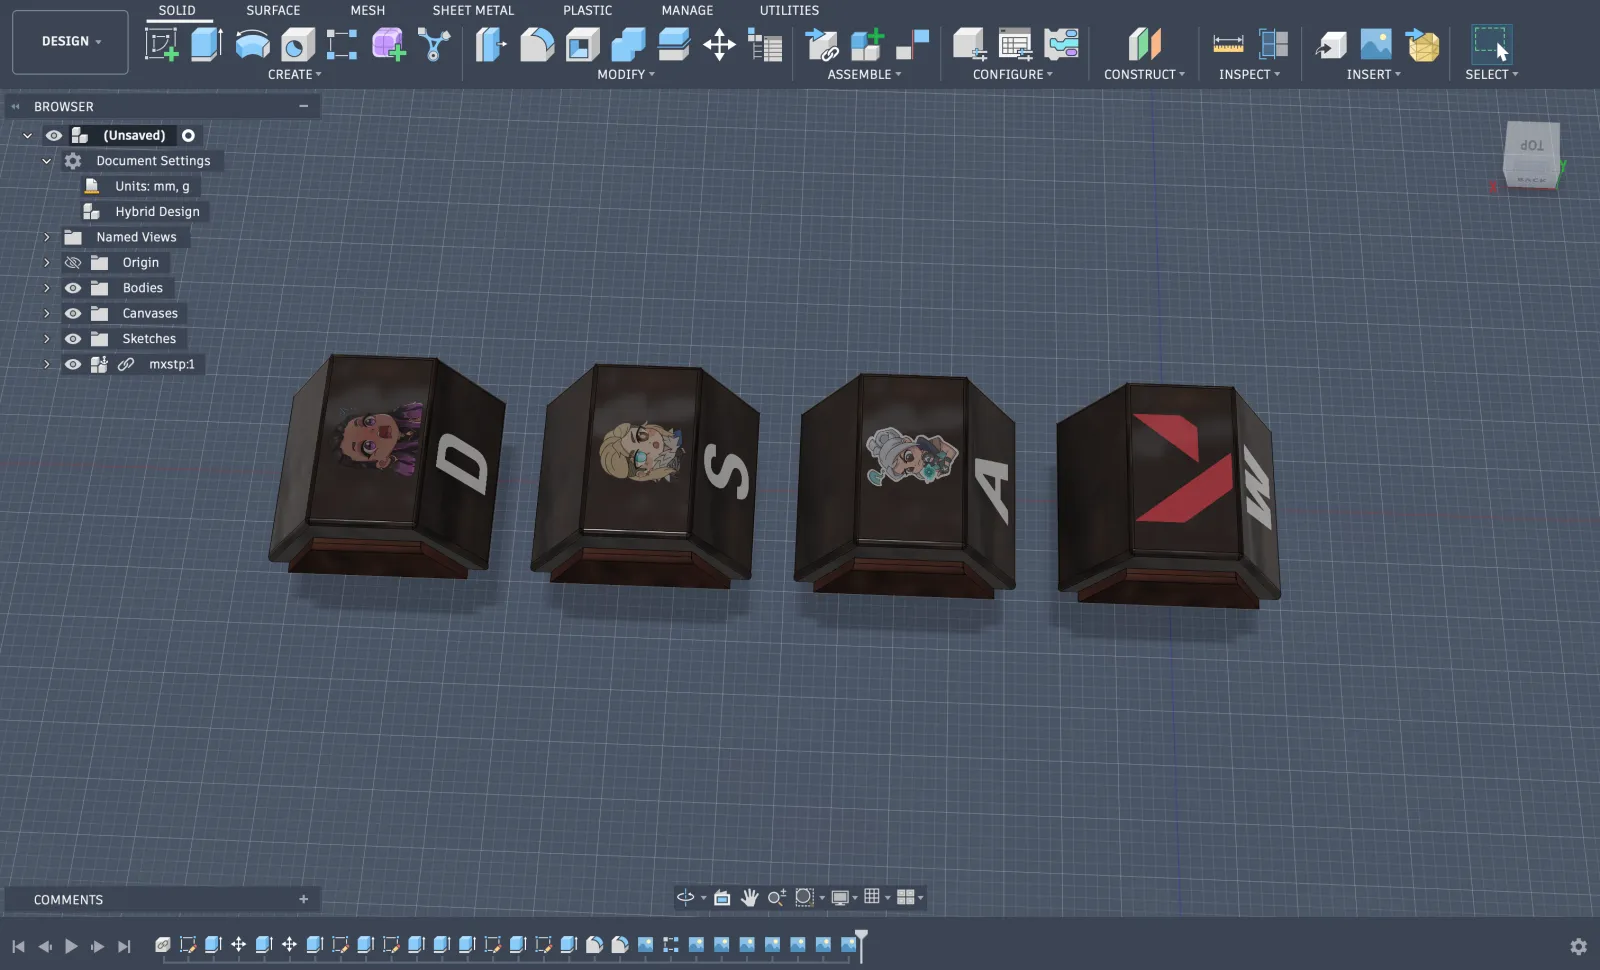 SOLID SURFACE MESH SHEET METAL PLASTIC MANAGE UTILITIES
DESIGN
CREATE MODIFY ASSEMBLE CONFIGURE CONSTRUCT INSPECT INSERT SELECT
BROWSER
(Unsaved)
Document Settings
Units: mm, g
Hybrid Design
Named Views
Origin
Bodies
Canvases
Sketches
mxstp:1
TOP
BACK
X
Y
D S A W
COMMENTS